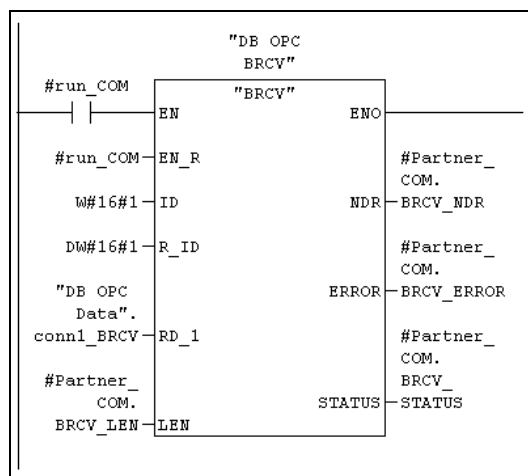 "DB OPC
BRCV"
#run_COM
"BRCV"
EN
ENO
#run_COM
EN_R
#Partner_
COM.
W#16#1
ID
NDR
BRCV_NDR
DW#16#1
R_ID
#Partner_
COM.
"DB OPC
ERROR
BRCV_ERROR
Data".
conn1_BRCV
RD_1
#Partner_
COM.
#Partner_
BRCV_
COM.
STATUS
STATUS
BRCV_LEN
LEN